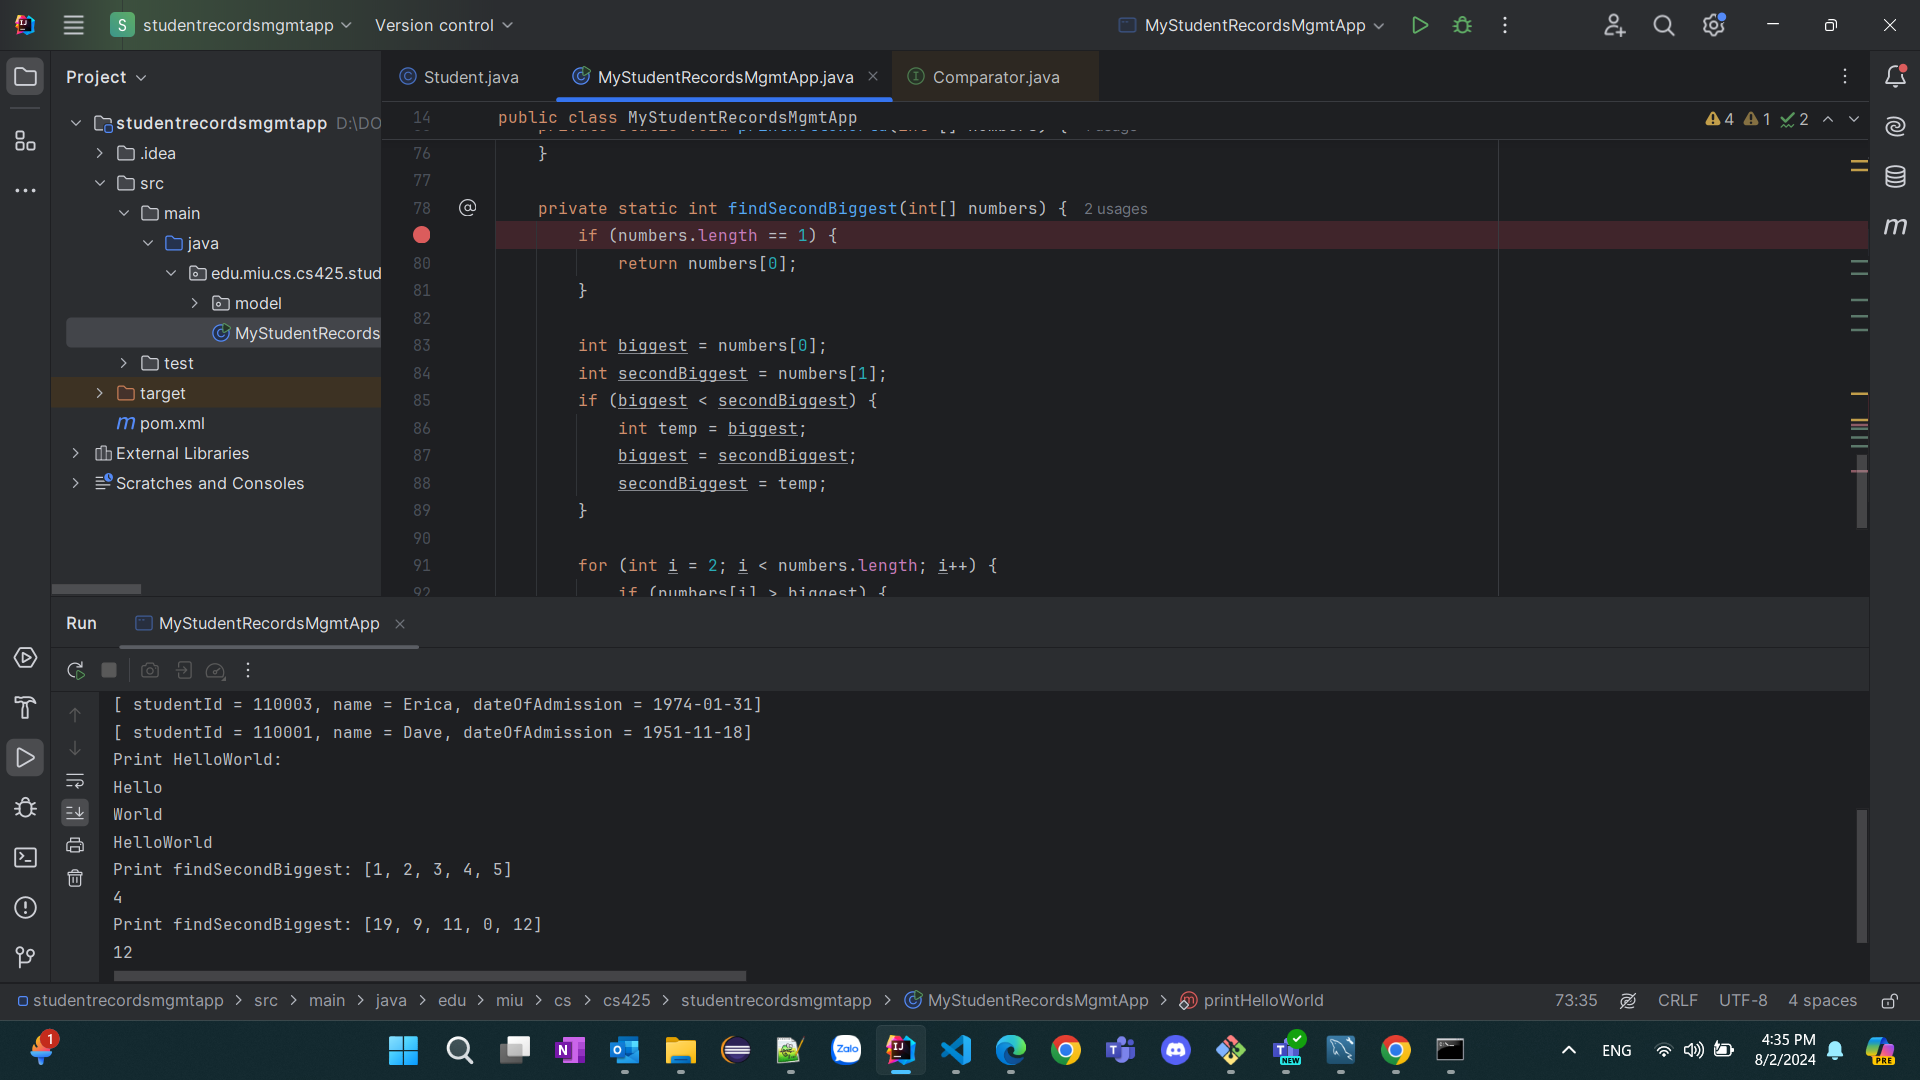 studentrecordsmgmtapp
Version control
MyStudentRecordsMgmtApp
Project
Student.java
MyStudentRecordsMgmtApp.java
Comparator.java
studentrecordsmgmtapp D:\DO
.idea
src
main
java
edu.miu.cs.cs425.stud
model
MyStudentRecords
test
target
pom.xml
External Libraries
Scratches and Consoles
14 public class MyStudentRecordsMgmtApp
4 1 2
76 }
77
78 @ private static int findSecondBiggest(int[] numbers) { 2 usages
if (numbers.length == 1) {
80 return numbers[0];
81 }
82
83 int biggest = numbers[0];
84 int secondBiggest = numbers[1];
85 if (biggest < secondBiggest) {
86 int temp = biggest;
87 biggest = secondBiggest;
88 secondBiggest = temp;
89 }
90
91 for (int i = 2; i < numbers.length; i++) {
92 if (numbers[i] > biggest) {
Run
MyStudentRecordsMgmtApp
[ studentId = 110003, name = Erica, dateOfAdmission = 1974-01-31]
[ studentId = 110001, name = Dave, dateOfAdmission = 1951-11-18]
Print HelloWorld:
Hello
World
HelloWorld
Print findSecondBiggest: [1, 2, 3, 4, 5]
4
Print findSecondBiggest: [19, 9, 11, 0, 12]
12
studentrecordsmgmtapp > src > main > java > edu > miu > cs > cs425 > studentrecordsmgmtapp > MyStudentRecordsMgmtApp > printHelloWorld
73:35 CRLF UTF-8 4 spaces
1
Zalo
NEW
ENG
4:35 PM
8/2/2024
PRE